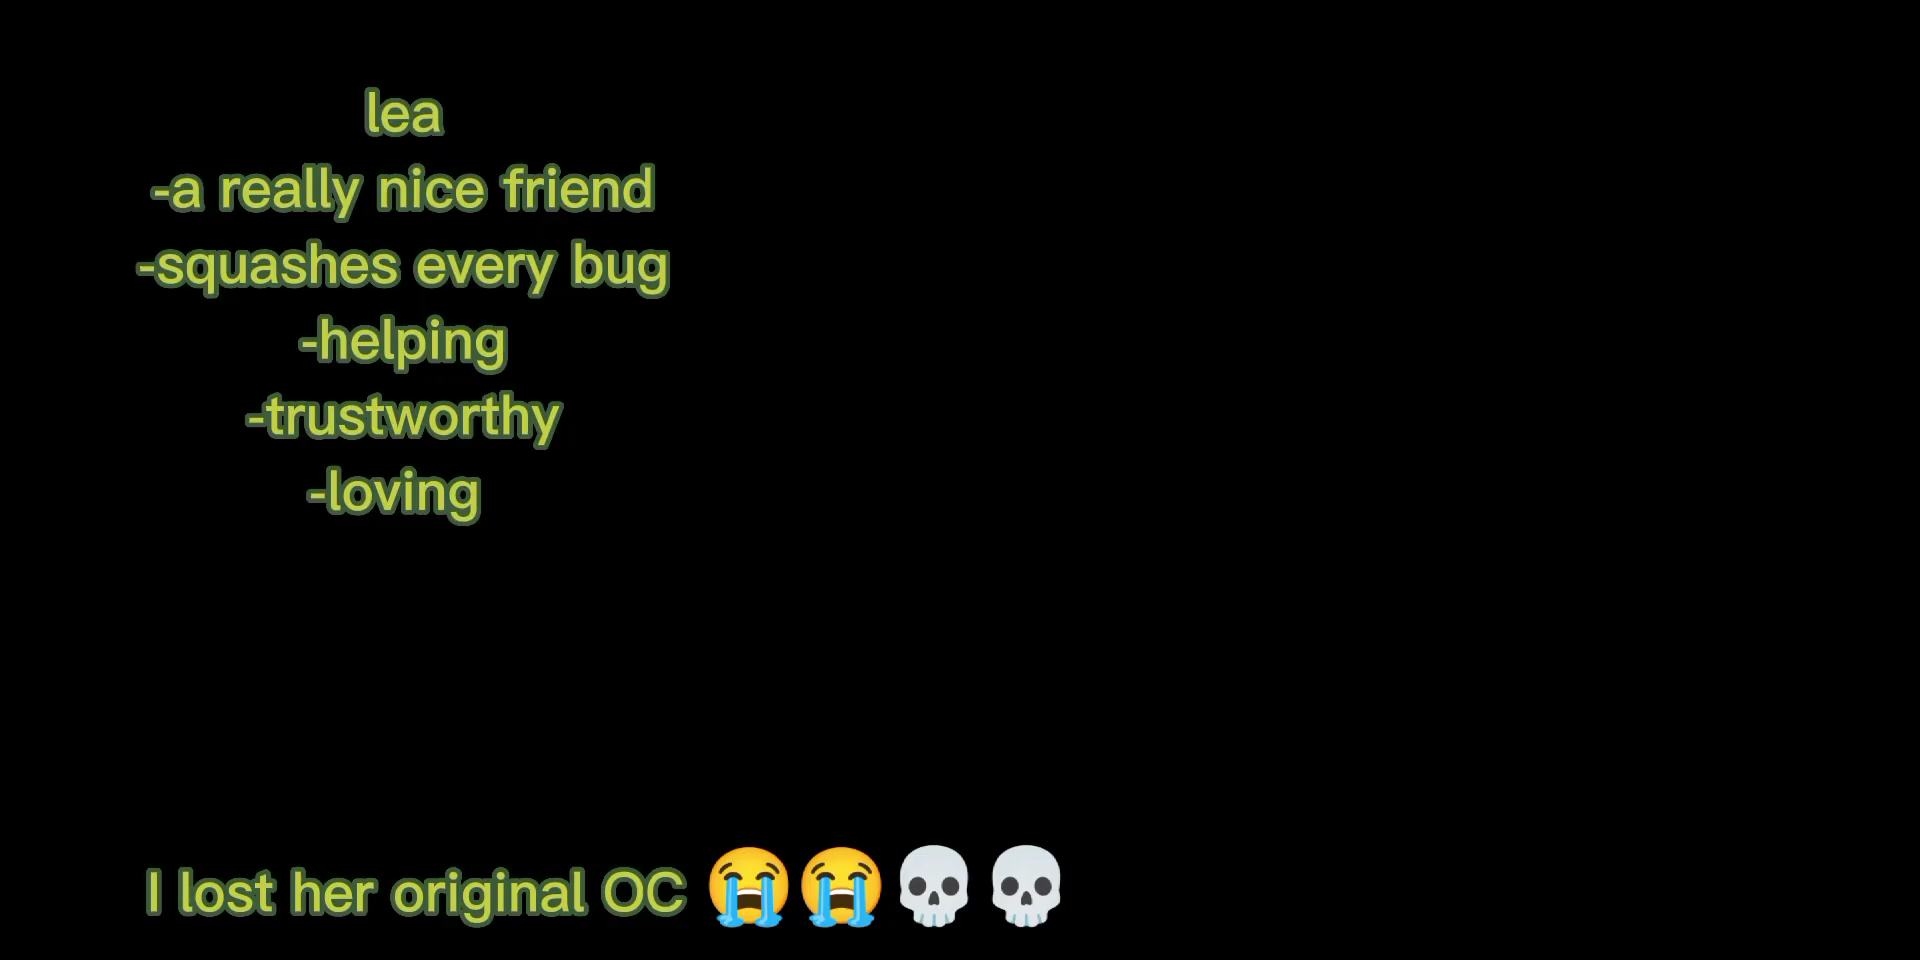 lea
-a really nice friend
-squashes every bug
-helping
-trustworthy
-loving
I lost her original OC 😭😭💀💀